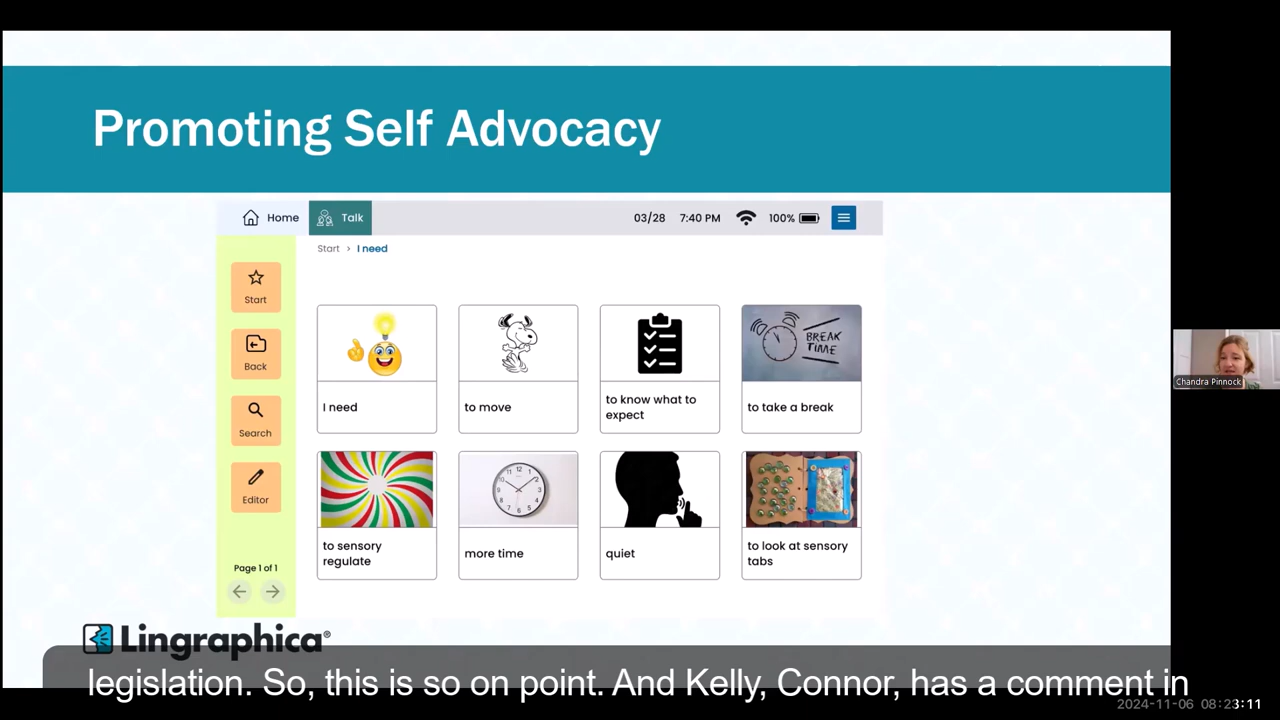 Promoting Self Advocacy
Home
Talk
03/28
7:40 PM
100%
Start > I need
Start
Back
Search
Editor
Page 1 of 1
I need
to move
to know what to
expect
BREAK
TIME
to take a break
to sensory
regulate
more time
quiet
to look at sensory
tabs
Chandra Pinnock
Lingraphica®
legislation. So, this is so on point. And Kelly, Connor, has a comment in
2024-11-06